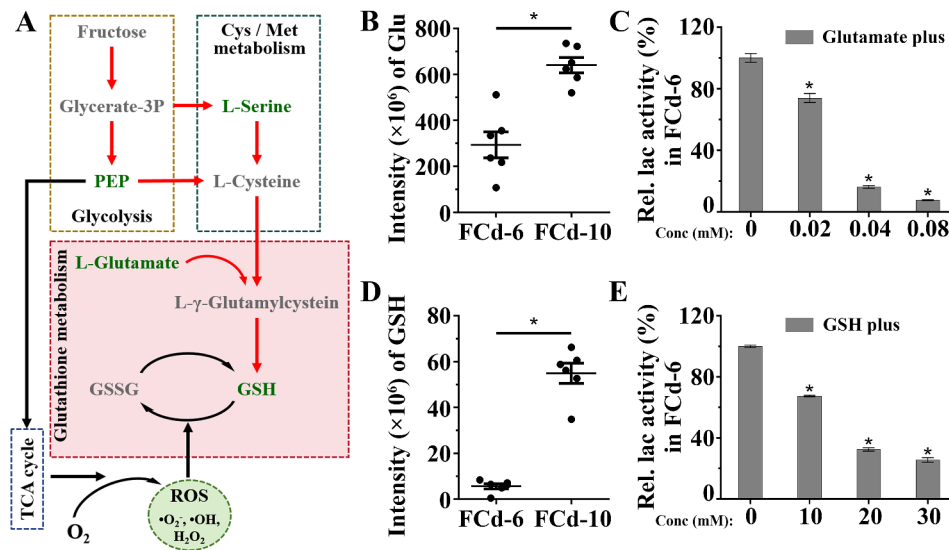 A
Fructose
Glycerate-3P
PEP
Glycolysis
Cys / Met
metabolism
L-Serine
L-Cysteine
Glutathione metabolism
L-Glutamate
L-γ-Glutamylcystein
GSSG
GSH
TCA cycle
O₂
ROS
•O₂⁻, •OH,
H₂O₂
B
Intensity (×10⁶) of Glu
800
600
400
200
0
*
FCd-6
FCd-10
C
Rel. lac activity (%)
in FCd-6
120
80
40
0
Glutamate plus
*
*
*
Conc (mM):
0
0.02
0.04
0.08
D
Intensity (×10⁶) of GSH
80
60
40
20
0
*
FCd-6
FCd-10
E
Rel. lac activity (%)
in FCd-6
120
80
40
0
GSH plus
*
*
*
Conc (mM):
0
10
20
30